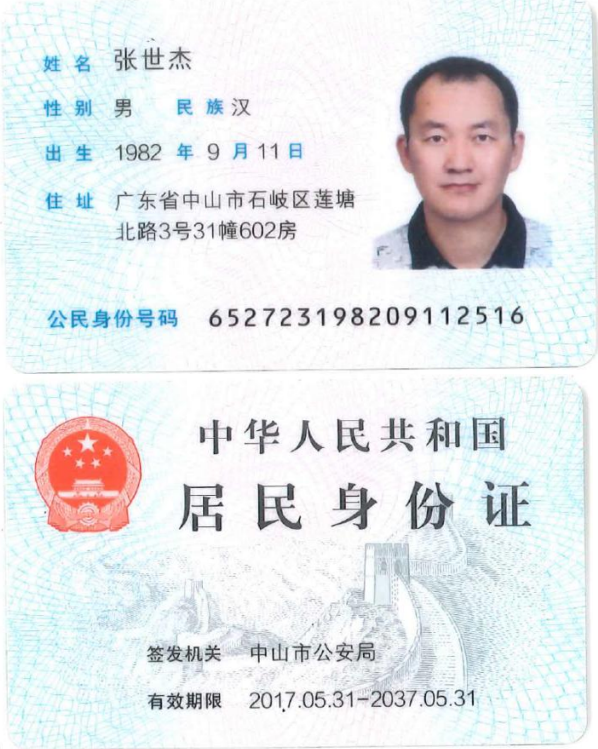 姓名 张世杰
性别 男 民族 汉
出生 1982 年 9 月 11 日
住址 广东省中山市石岐区莲塘
北路3号31幢602房
公民身份号码 652723198209112516
中华人民共和国
居民身份证
签发机关 中山市公安局
有效期限 2017.05.31-2037.05.31